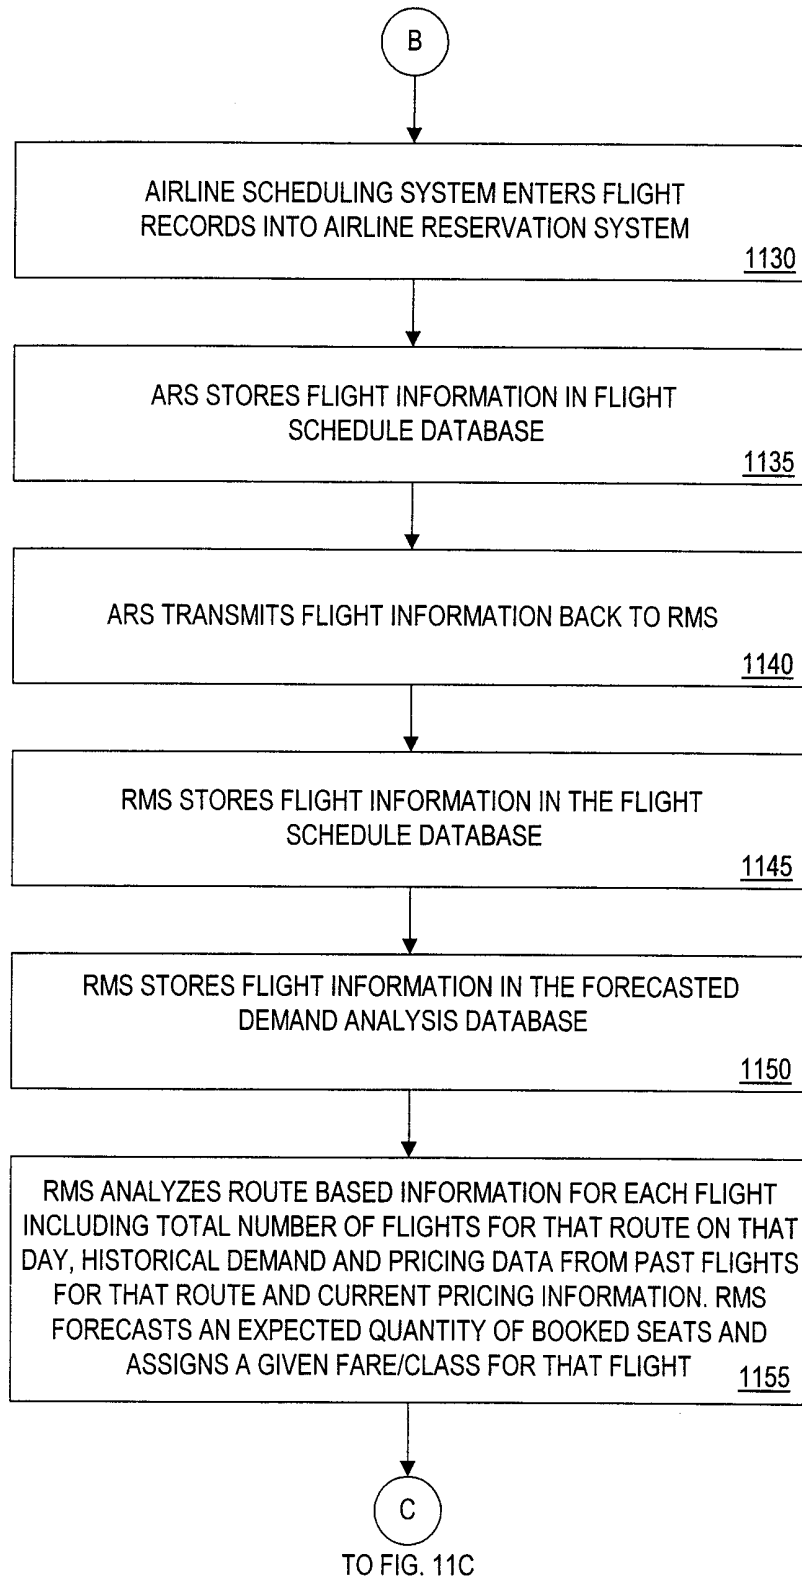 B
AIRLINE SCHEDULING SYSTEM ENTERS FLIGHT
RECORDS INTO AIRLINE RESERVATION SYSTEM
1130
ARS STORES FLIGHT INFORMATION IN FLIGHT
SCHEDULE DATABASE
1135
ARS TRANSMITS FLIGHT INFORMATION BACK TO RMS
1140
RMS STORES FLIGHT INFORMATION IN THE FLIGHT
SCHEDULE DATABASE
1145
RMS STORES FLIGHT INFORMATION IN THE FORECASTED
DEMAND ANALYSIS DATABASE
1150
RMS ANALYZES ROUTE BASED INFORMATION FOR EACH FLIGHT
INCLUDING TOTAL NUMBER OF FLIGHTS FOR THAT ROUTE ON THAT
DAY, HISTORICAL DEMAND AND PRICING DATA FROM PAST FLIGHTS
FOR THAT ROUTE AND CURRENT PRICING INFORMATION. RMS
FORECASTS AN EXPECTED QUANTITY OF BOOKED SEATS AND
ASSIGNS A GIVEN FARE/CLASS FOR THAT FLIGHT
1155
C
TO FIG. 11C